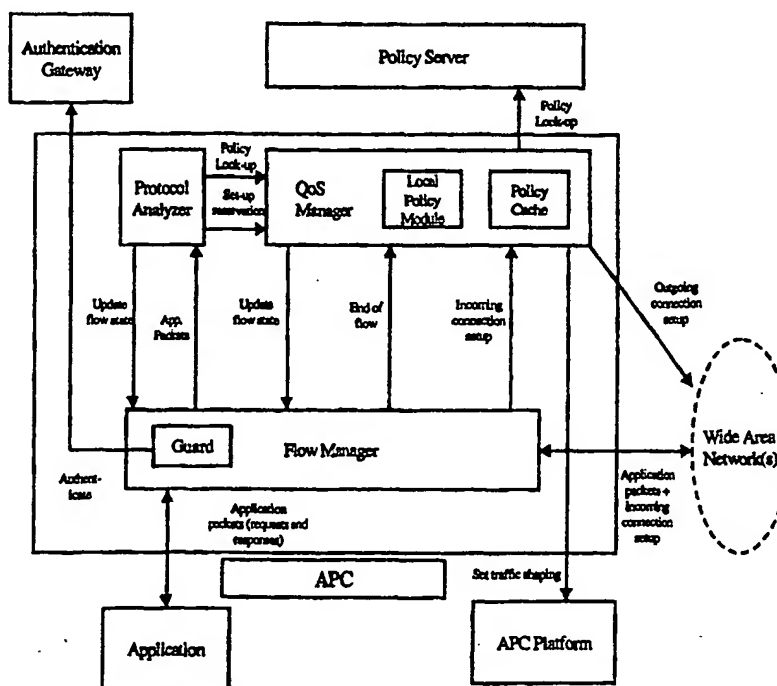 Authentication
Gateway
Policy Server
Policy
Look-up
Policy
Look-up
Set-up
reservation
Protocol
Analyzer
QoS
Manager
Local
Policy
Module
Policy
Cache
Update
flow state
App.
Packets
Update
flow state
End of
flow
Incoming
connection
setup
Outgoing
connection
setup
Guard
Flow Manager
Wide Area
Network(s)
Authent-
icate
Application
packets (requests and
responses)
Application
packets +
Incoming
connection
setup
APC
Set traffic shaping
Application
APC Platform